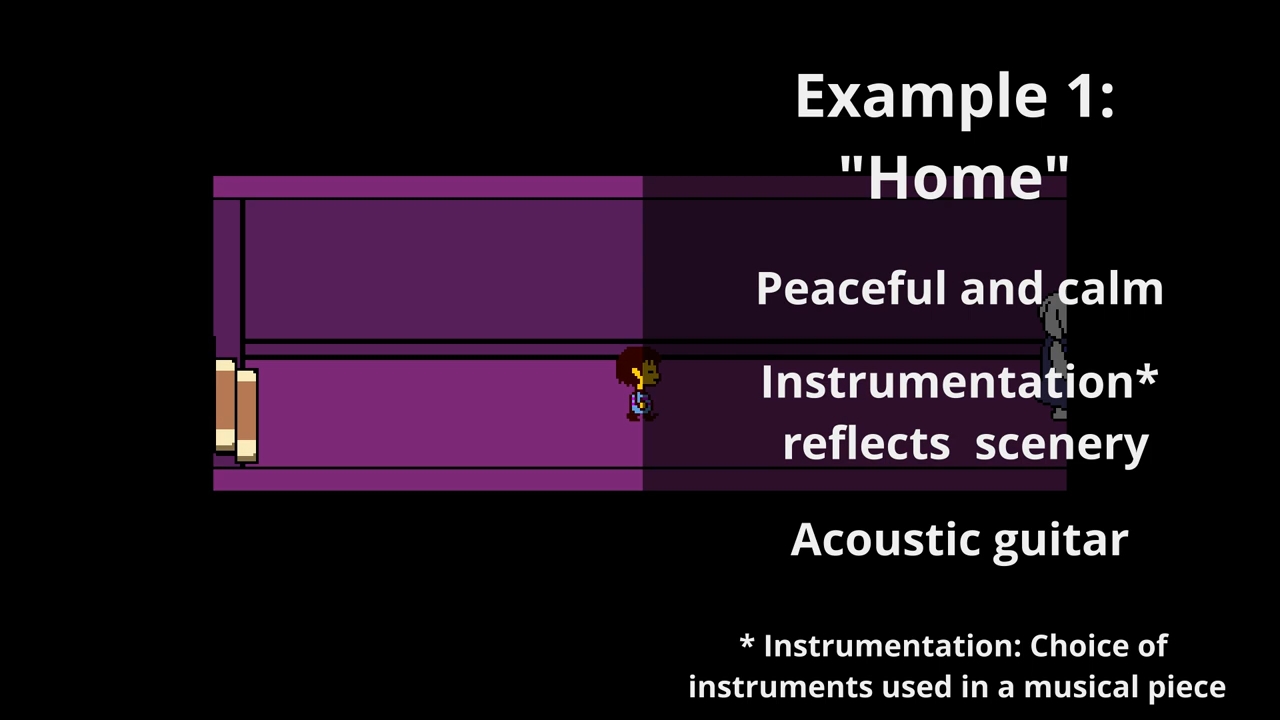 Example 1:
"Home"
Peaceful and calm
Instrumentation*
reflects  scenery
Acoustic guitar
* Instrumentation: Choice of
instruments used in a musical piece